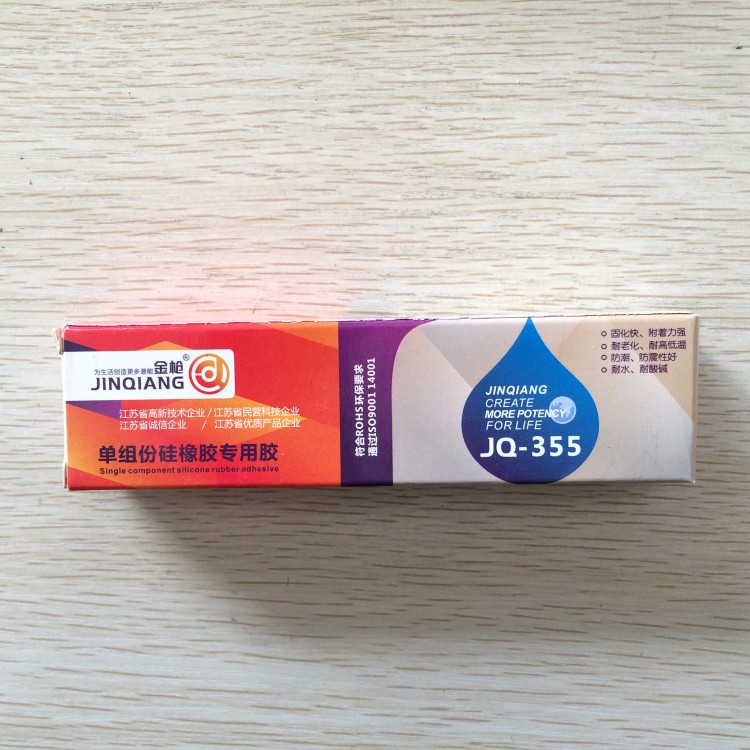 为生活创造更多潜能
金枪®
JINQIANG
江苏省高新技术企业/江苏省民营科技企业
江苏省诚信企业 / 江苏省优质产品企业
单组份硅橡胶专用胶
Single component silicone rubber adhesive
符合ROHS环保要求
通过ISO9001 14001
JINQIANG
CREATE
MORE POTENCY
FOR LIFE
JQ-355
固化快、附着力强
耐老化、耐高低温
防潮、防震性好
耐水、耐酸碱